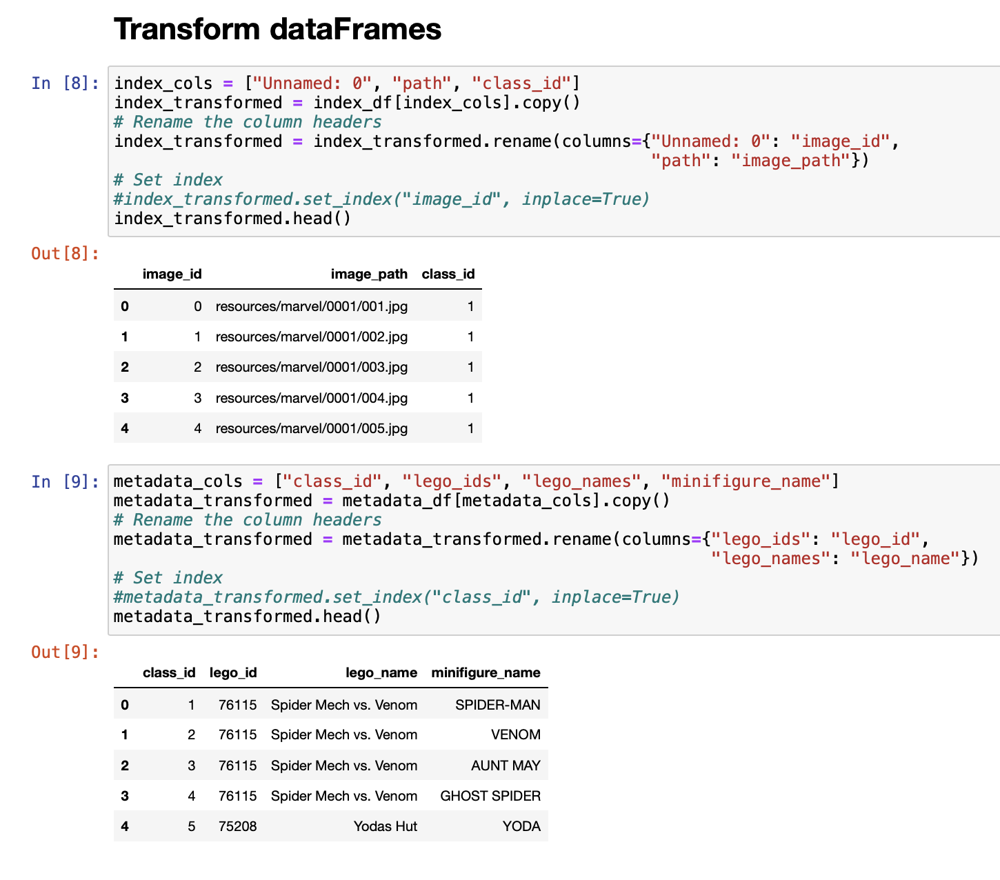 Transform dataFrames
In [8]: index_cols = ["Unnamed: 0", "path", "class_id"]
index_transformed = index_df[index_cols].copy()
# Rename the column headers
index_transformed = index_transformed.rename(columns={"Unnamed: 0": "image_id",
"path": "image_path"})
# Set index
#index_transformed.set_index("image_id", inplace=True)
index_transformed.head()
Out[8]:
image_id image_path class_id
0 0 resources/marvel/0001/001.jpg 1
1 1 resources/marvel/0001/002.jpg 1
2 2 resources/marvel/0001/003.jpg 1
3 3 resources/marvel/0001/004.jpg 1
4 4 resources/marvel/0001/005.jpg 1
In [9]: metadata_cols = ["class_id", "lego_ids", "lego_names", "minifigure_name"]
metadata_transformed = metadata_df[metadata_cols].copy()
# Rename the column headers
metadata_transformed = metadata_transformed.rename(columns={"lego_ids": "lego_id",
"lego_names": "lego_name"})
# Set index
#metadata_transformed.set_index("class_id", inplace=True)
metadata_transformed.head()
Out[9]:
class_id lego_id lego_name minifigure_name
0 1 76115 Spider Mech vs. Venom SPIDER-MAN
1 2 76115 Spider Mech vs. Venom VENOM
2 3 76115 Spider Mech vs. Venom AUNT MAY
3 4 76115 Spider Mech vs. Venom GHOST SPIDER
4 5 75208 Yodas Hut YODA